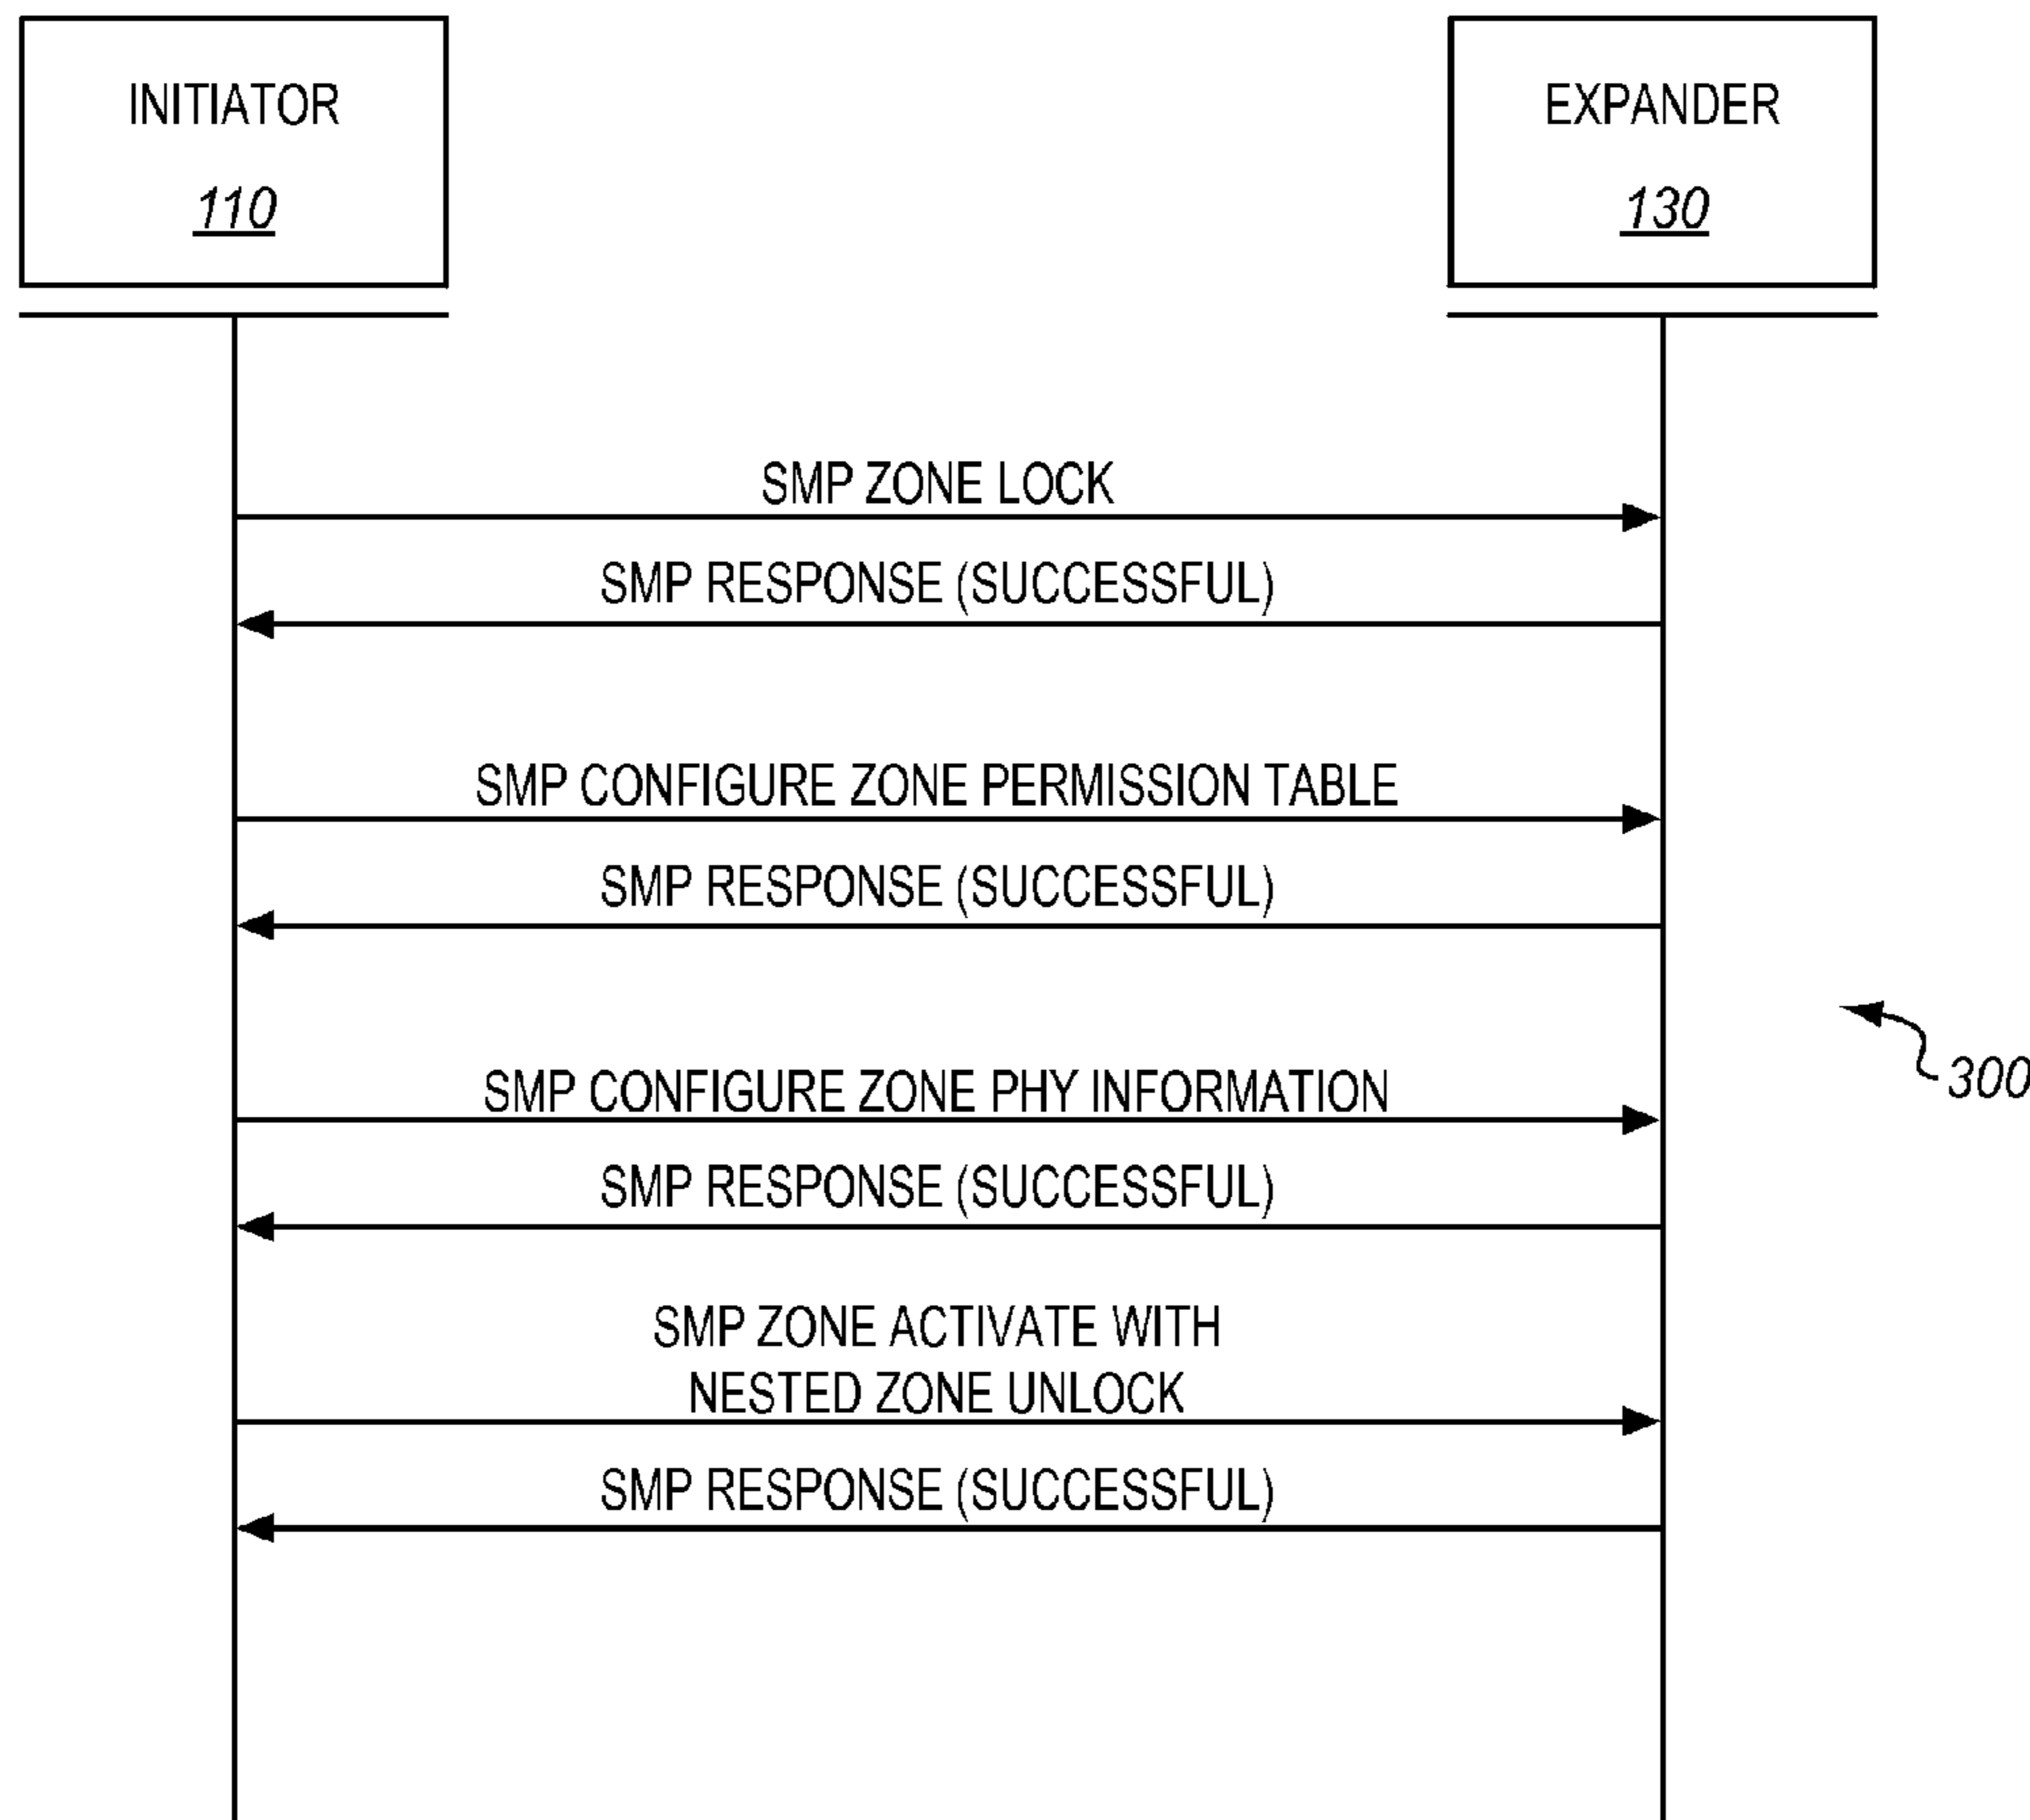 INITIATOR
110
EXPANDER
130
SMP ZONE LOCK
SMP RESPONSE (SUCCESSFUL)
SMP CONFIGURE ZONE PERMISSION TABLE
SMP RESPONSE (SUCCESSFUL)
300
SMP CONFIGURE ZONE PHY INFORMATION
SMP RESPONSE (SUCCESSFUL)
SMP ZONE ACTIVATE WITH
NESTED ZONE UNLOCK
SMP RESPONSE (SUCCESSFUL)